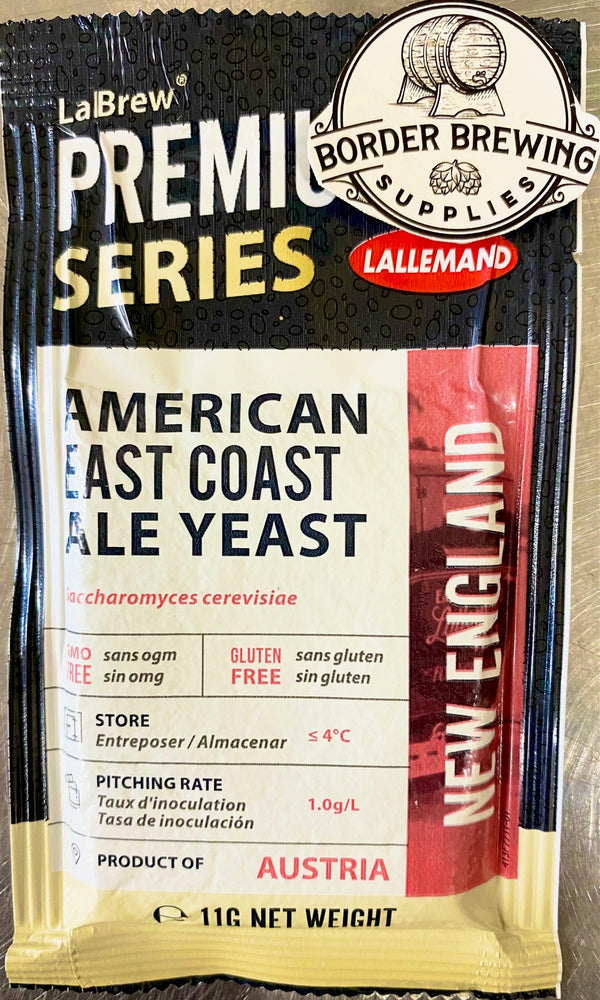 LalBrew®
PREMIU
SERIES
BORDER BREWING
SUPPLIES
LALLEMAND
AMERICAN
EAST COAST
ALE YEAST
Saccharomyces cerevisiae
GMO FREE
sans ogm
sin omg
GLUTEN FREE
sans gluten
sin gluten
STORE
Entreposer / Almacenar
≤ 4°C
PITCHING RATE
Taux d'inoculation
Tasa de inoculación
1.0g/L
PRODUCT OF
AUSTRIA
℮ 11G NET WEIGHT
NEW ENGLAND